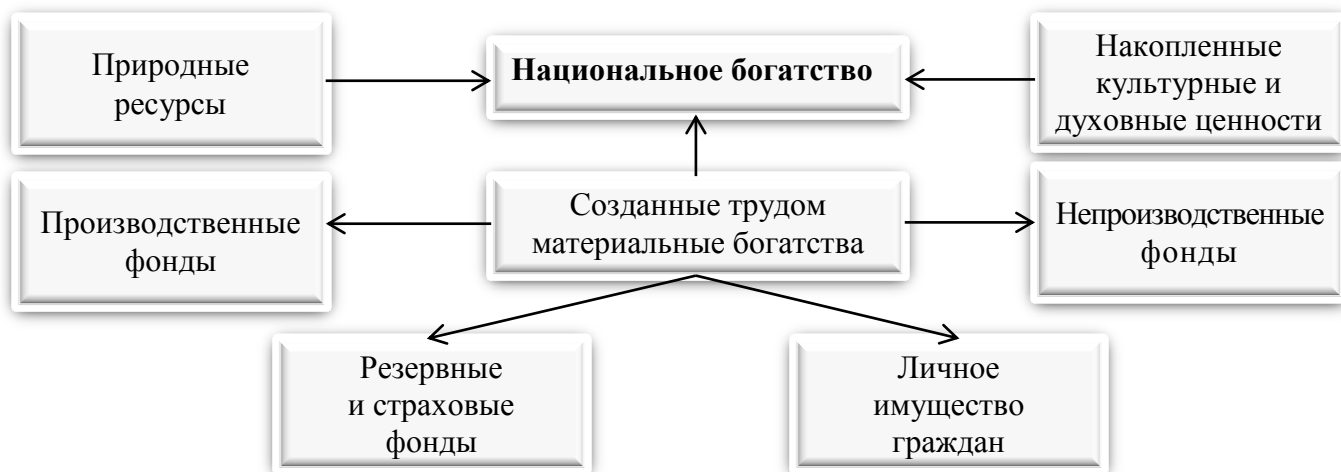 Природные
ресурсы
Национальное богатство
Накопленные
культурные и
духовные ценности
Производственные
фонды
Созданные трудом
материальные богатства
Непроизводственные
фонды
Резервные
и страховые
фонды
Личное
имущество
граждан